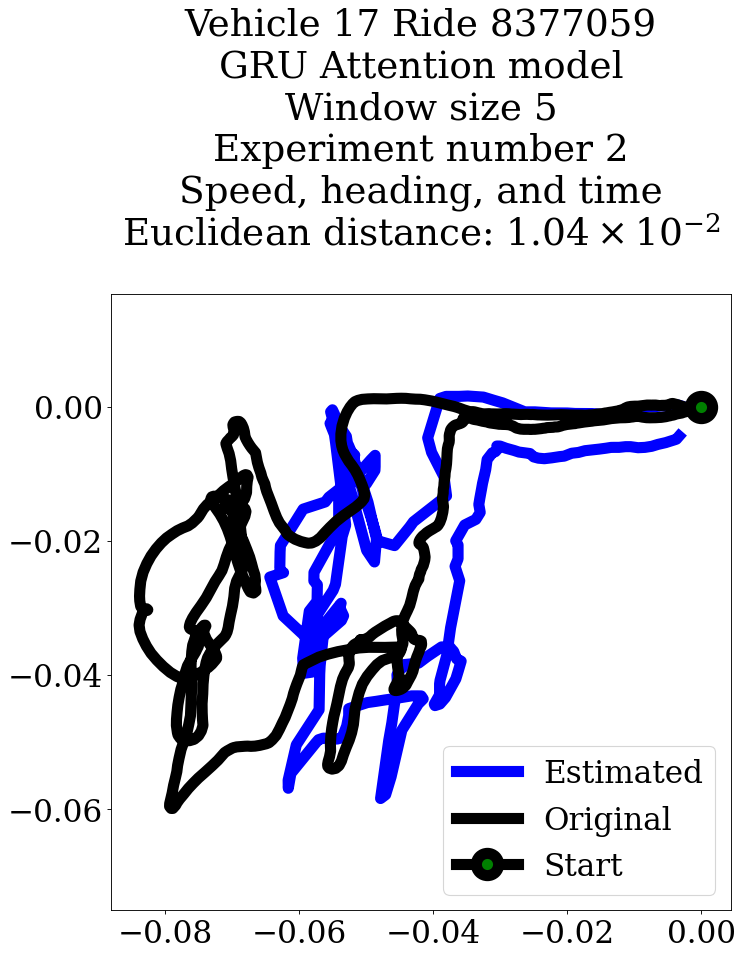 Vehicle 17 Ride 8377059
GRU Attention model
Window size 5
Experiment number 2
Speed, heading, and time
Euclidean distance: 1.04 × 10⁻²
0.00
−0.02
−0.04
−0.06
Estimated
Original
Start
−0.08
−0.06
−0.04
−0.02
0.00